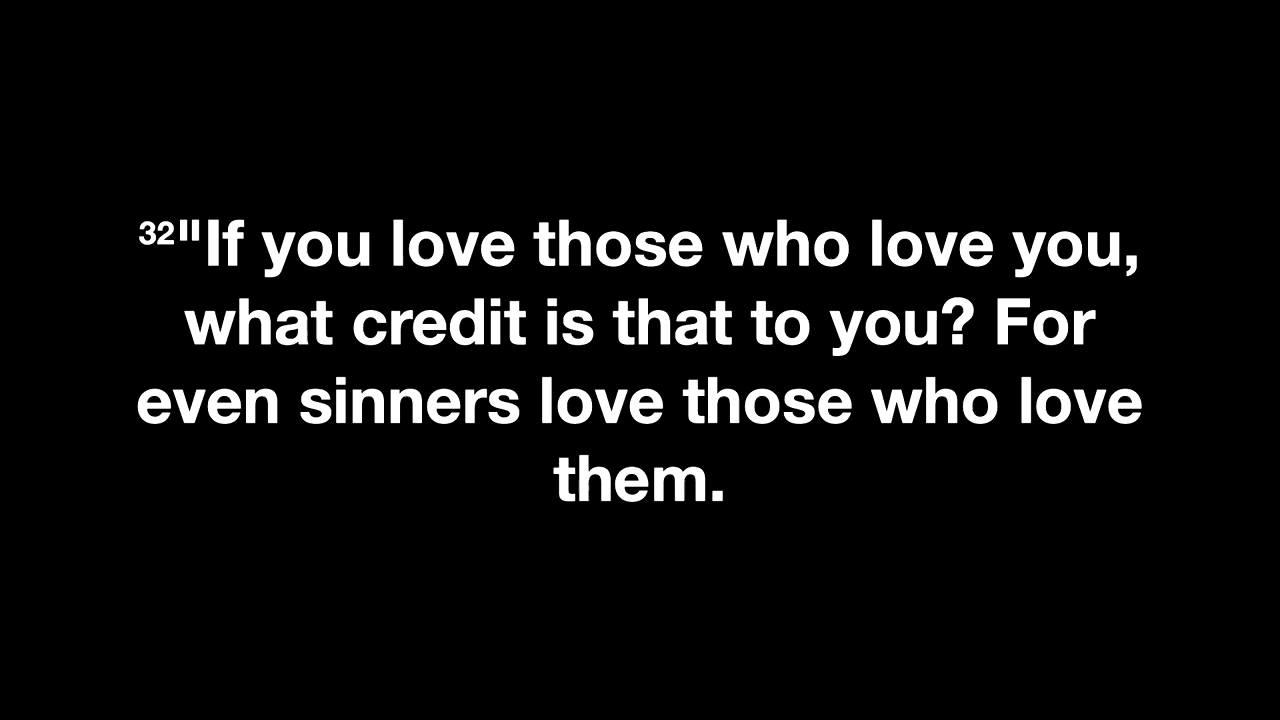 ³²"If you love those who love you,
what credit is that to you? For
even sinners love those who love
them.